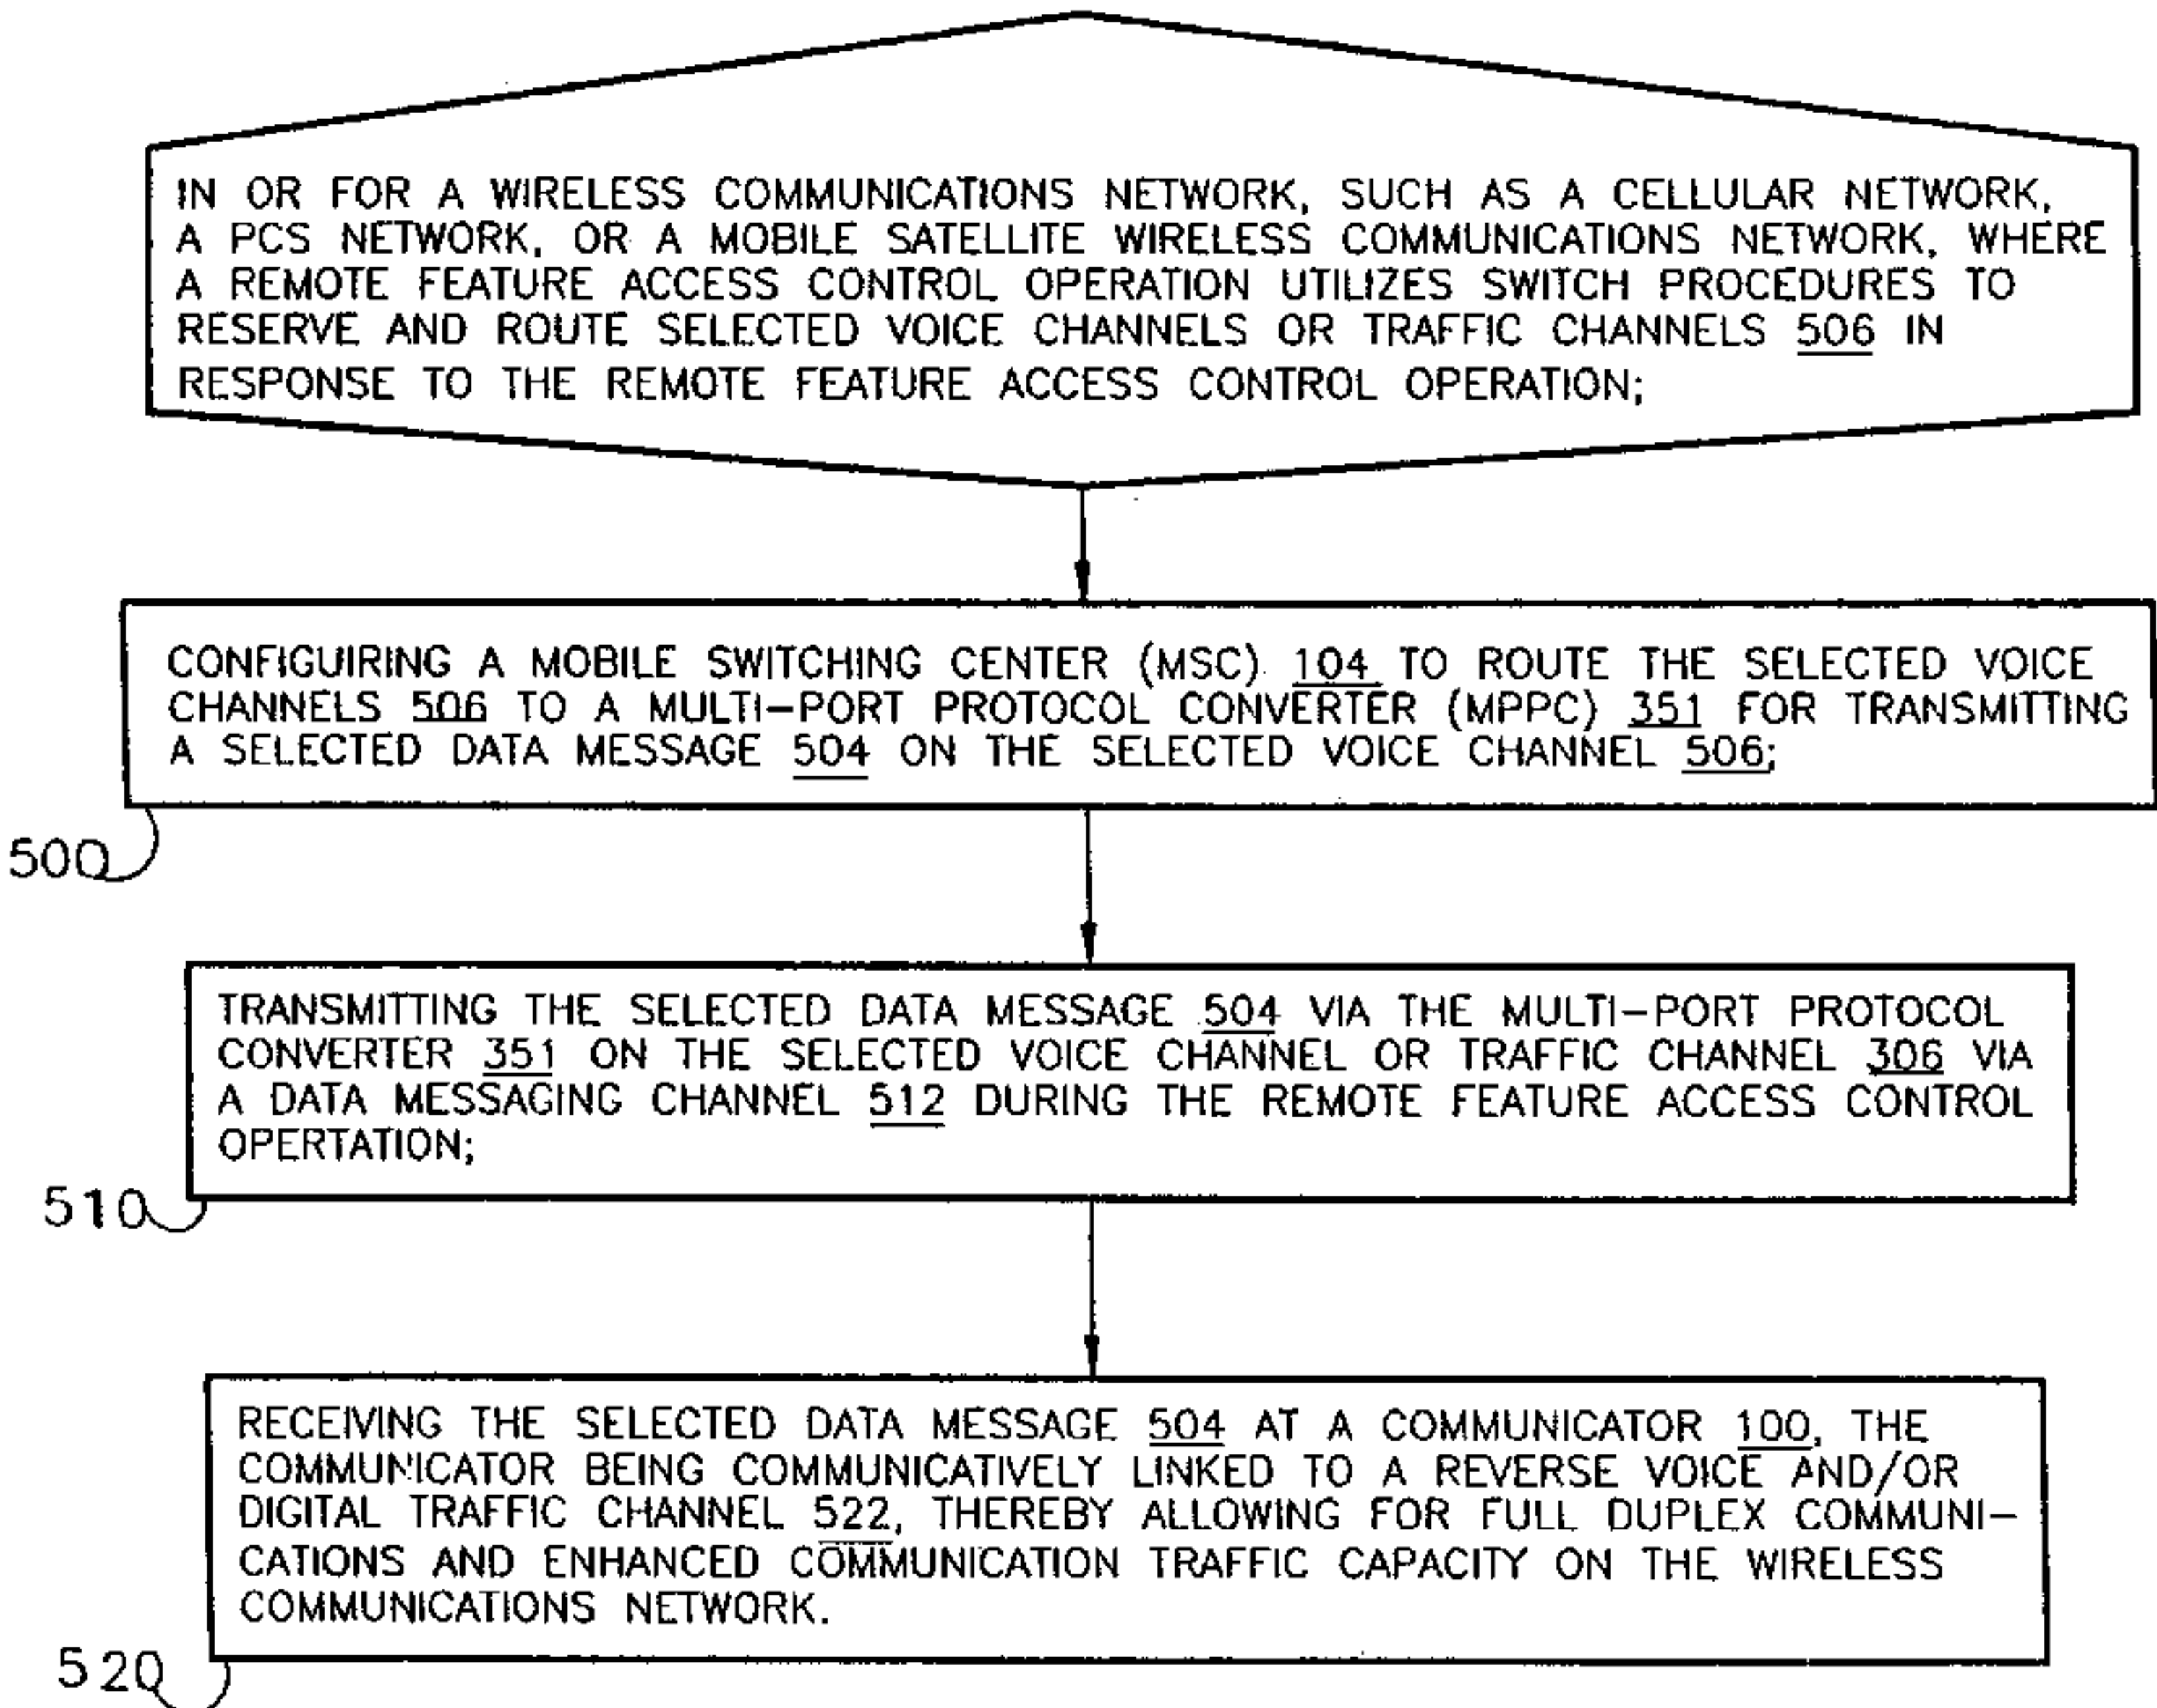 IN OR FOR A WIRELESS COMMUNICATIONS NETWORK, SUCH AS A CELLULAR NETWORK,
A PCS NETWORK, OR A MOBILE SATELLITE WIRELESS COMMUNICATIONS NETWORK, WHERE
A REMOTE FEATURE ACCESS CONTROL OPERATION UTILIZES SWITCH PROCEDURES TO
RESERVE AND ROUTE SELECTED VOICE CHANNELS OR TRAFFIC CHANNELS 506 IN
RESPONSE TO THE REMOTE FEATURE ACCESS CONTROL OPERATION;
CONFIGUIRING A MOBILE SWITCHING CENTER (MSC) 104 TO ROUTE THE SELECTED VOICE
CHANNELS 506 TO A MULTI-PORT PROTOCOL CONVERTER (MPPC) 351 FOR TRANSMITTING
A SELECTED DATA MESSAGE 504 ON THE SELECTED VOICE CHANNEL 506;
500
TRANSMITTING THE SELECTED DATA MESSAGE 504 VIA THE MULTI-PORT PROTOCOL
CONVERTER 351 ON THE SELECTED VOICE CHANNEL OR TRAFFIC CHANNEL 306 VIA
A DATA MESSAGING CHANNEL 512 DURING THE REMOTE FEATURE ACCESS CONTROL
OPERTATION;
510
RECEIVING THE SELECTED DATA MESSAGE 504 AT A COMMUNICATOR 100, THE
COMMUNICATOR BEING COMMUNICATIVELY LINKED TO A REVERSE VOICE AND/OR
DIGITAL TRAFFIC CHANNEL 522, THEREBY ALLOWING FOR FULL DUPLEX COMMUNI-
CATIONS AND ENHANCED COMMUNICATION TRAFFIC CAPACITY ON THE WIRELESS
COMMUNICATIONS NETWORK.
520